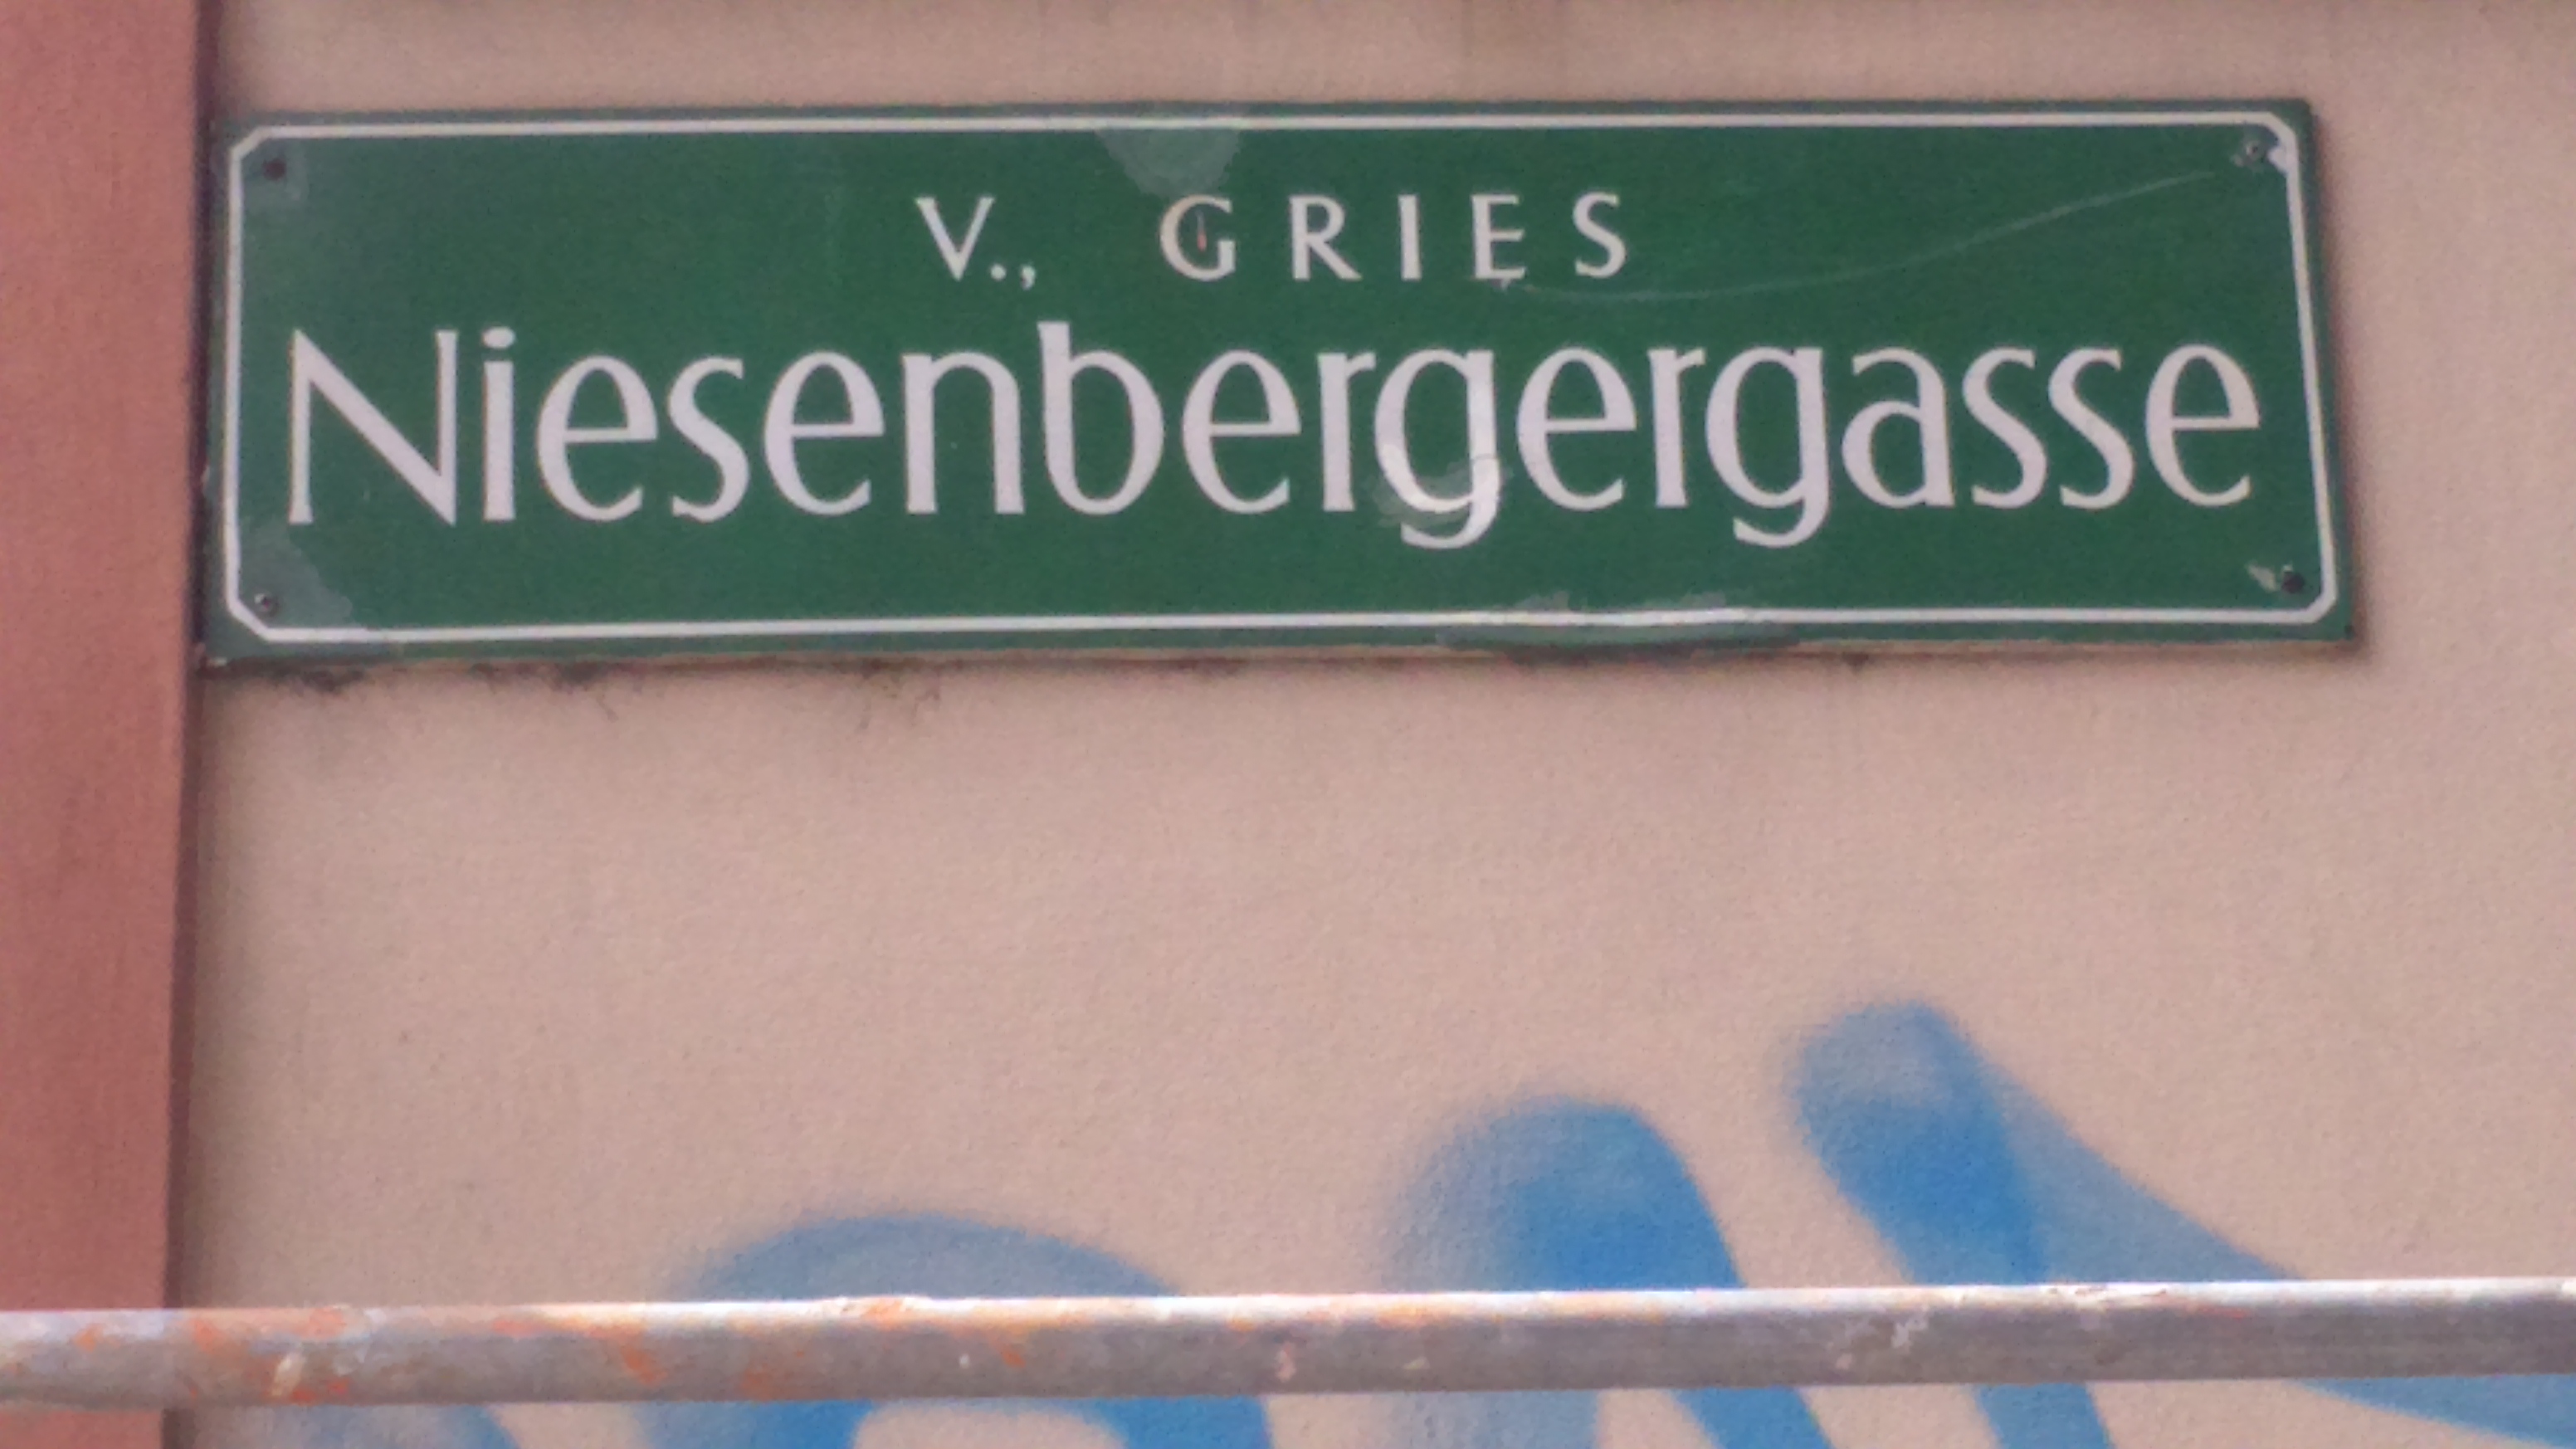 V., GRIES
Niesenbergergasse